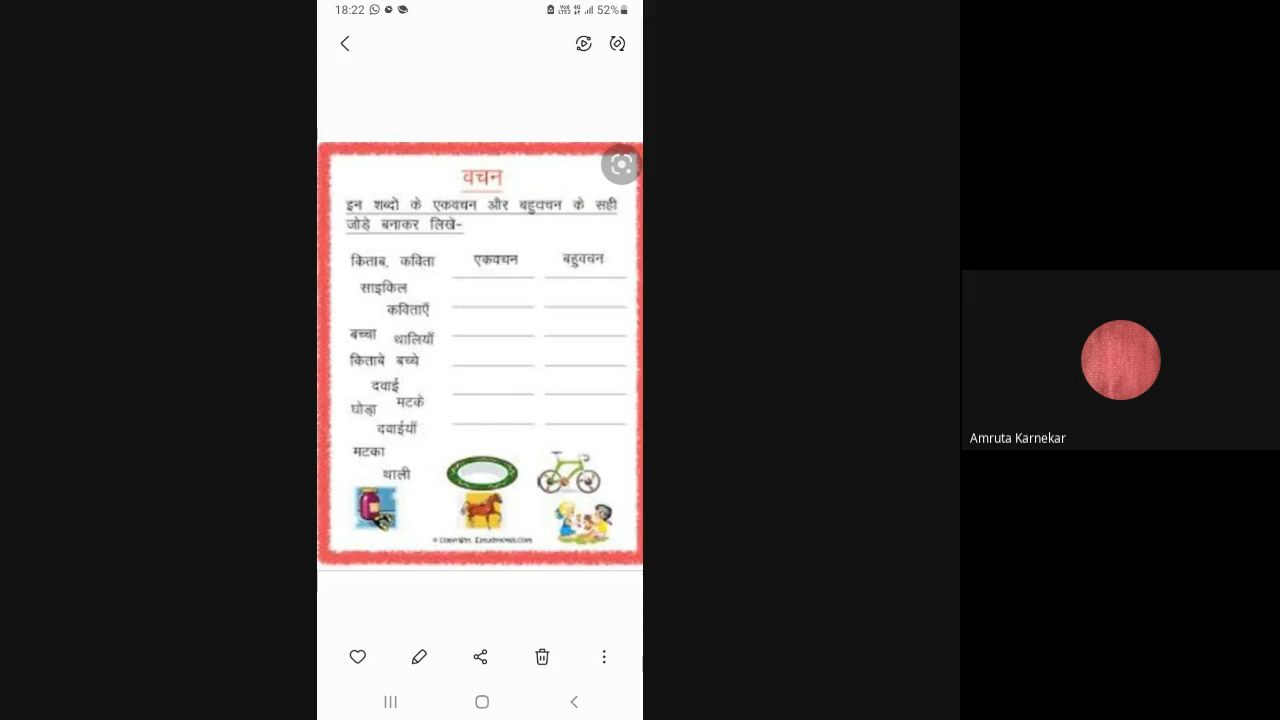 18:22
52%
वचन
इन शब्दो के एकवचन और बहुवचन के सही
जोड़े बनाकर लिखे-
किताब, कविता एकवचन बहुवचन
साइकिल
कविताएँ
बच्चा थालियाँ
किताबें बच्चे
दवाई
घोड़ा मटके
दवाईयाँ
मटका
थाली
© Copyright:
Amruta Karnekar